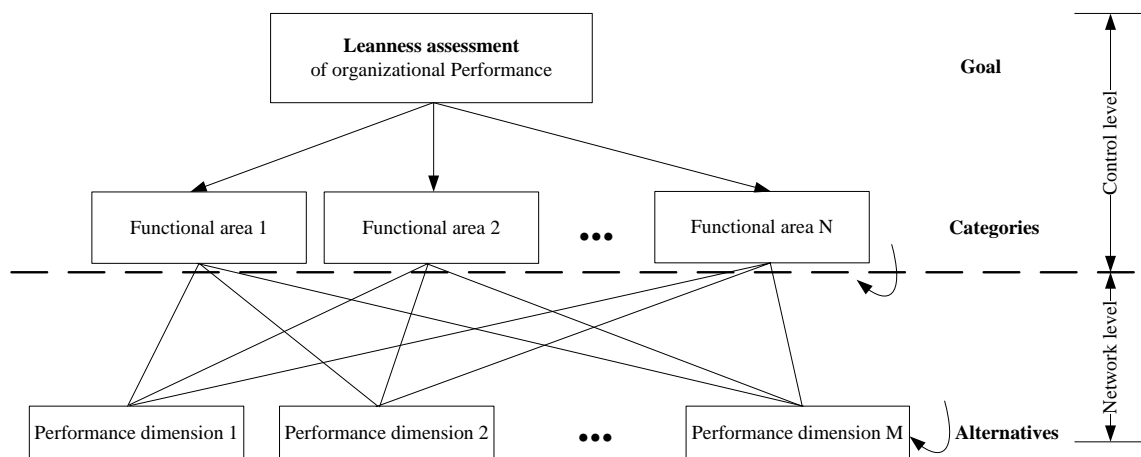 Leanness assessment
of organizational Performance
Goal
Control level
Functional area 1
Functional area 2
•••
Functional area N
Categories
Network level
Performance dimension 1
Performance dimension 2
•••
Performance dimension M
Alternatives